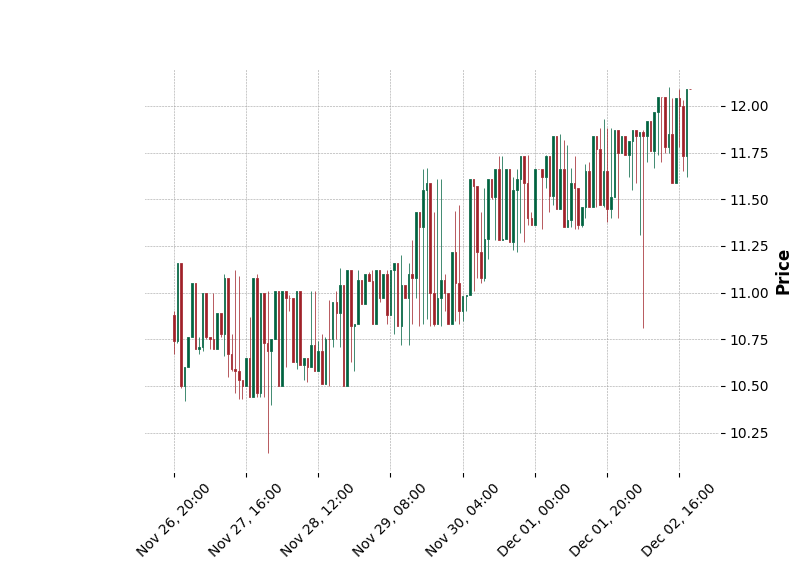 12.00
11.75
11.50
11.25
11.00
10.75
10.50
10.25
Price
Nov 26, 20:00
Nov 27, 16:00
Nov 28, 12:00
Nov 29, 08:00
Nov 30, 04:00
Dec 01, 00:00
Dec 01, 20:00
Dec 02, 16:00